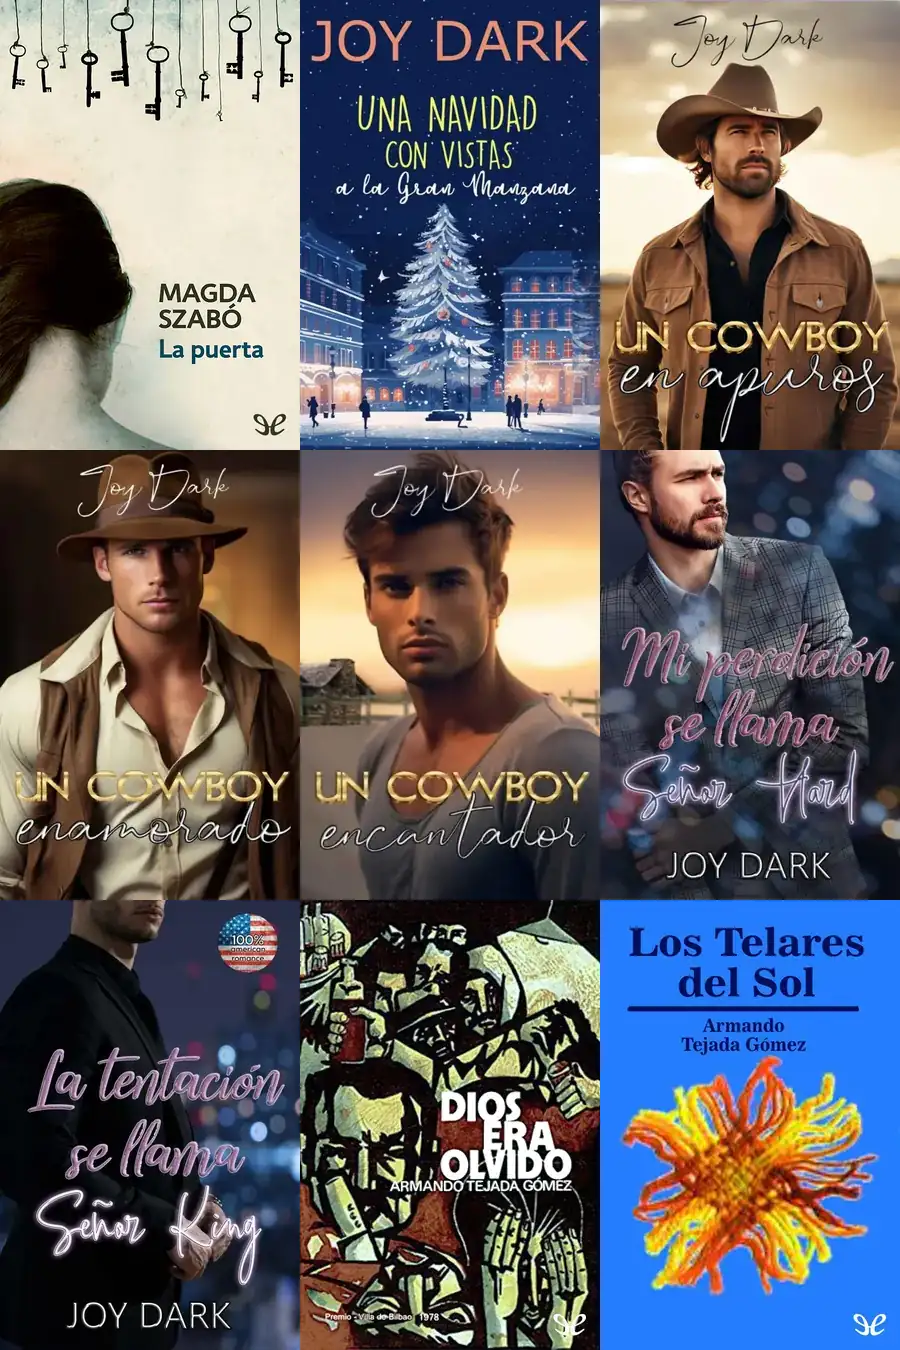 MAGDA
SZABÓ
La puerta
JOY DARK
UNA NAVIDAD
CON VISTAS
a la Gran Manzana
Joy Dark
UN COWBOY
en apuros
Joy Dark
UN COWBOY
enamorado
Joy Dark
UN COWBOY
encantador
Mi perdición
se llama
Señor Hard
JOY DARK
100%
american
romance
La tentación
se llama
Señor King
JOY DARK
DIOS
ERA
OLVIDO
ARMANDO TEJADA GÓMEZ
Premio - Villa de Bilbao 1978
Los Telares
del Sol
Armando
Tejada Gómez